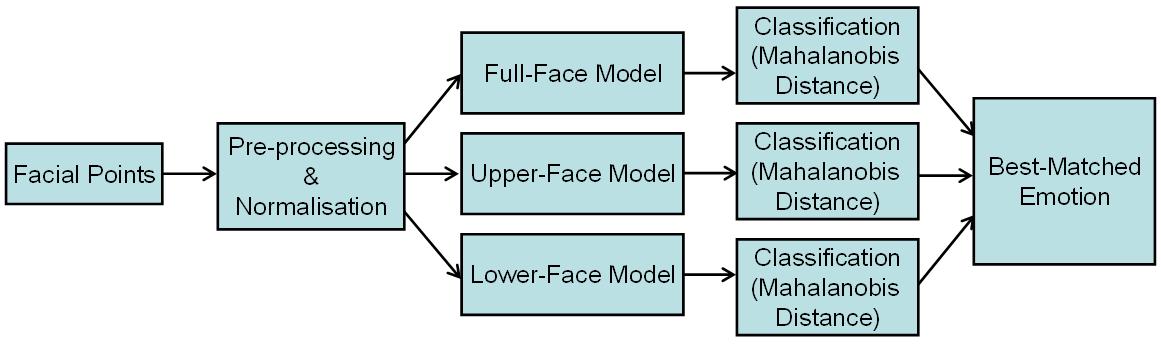 Facial Points
Pre-processing
&
Normalisation
Full-Face Model
Upper-Face Model
Lower-Face Model
Classification
(Mahalanobis
Distance)
Classification
(Mahalanobis
Distance)
Classification
(Mahalanobis
Distance)
Best-Matched
Emotion